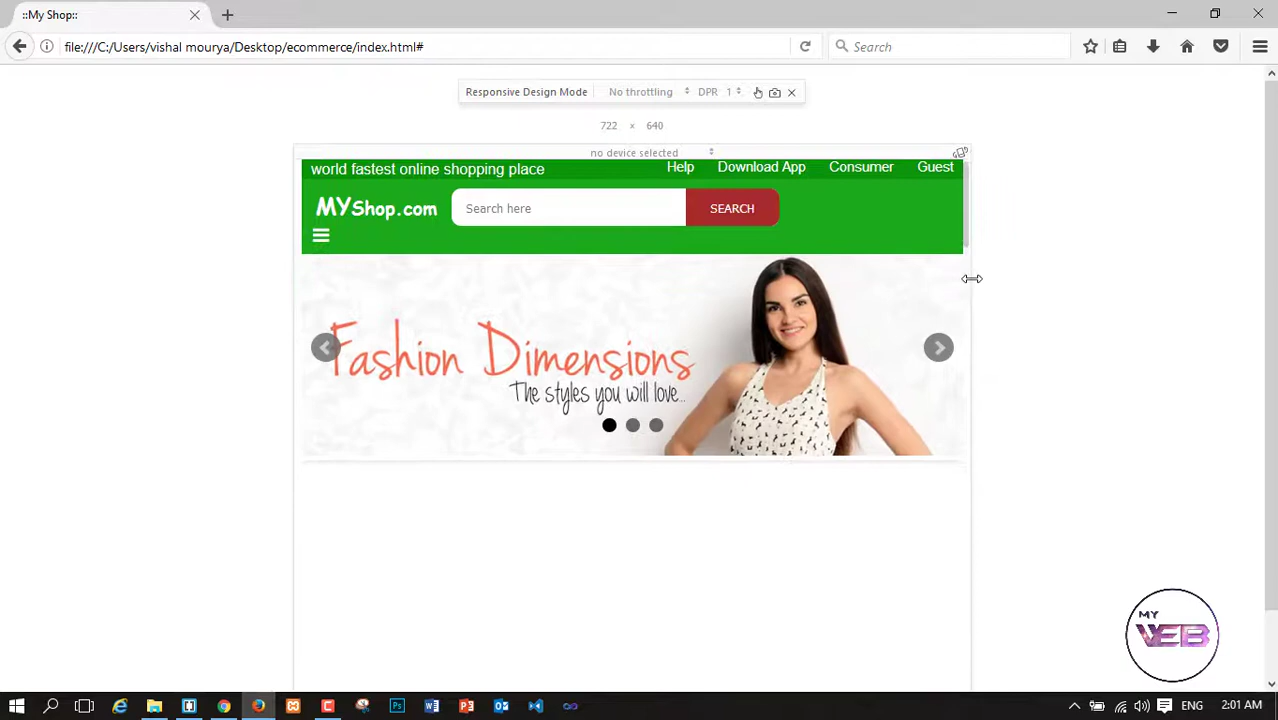 ::My Shop::
file:///C:/Users/vishal mourya/Desktop/ecommerce/index.html#
Search
Responsive Design Mode No throttling DPR 1
722 x 640
no device selected
world fastest online shopping place Help Download App Consumer Guest
MYShop.com Search here SEARCH
Fashion Dimensions
The styles you will love..
MY
WEB
ENG 2:01 AM